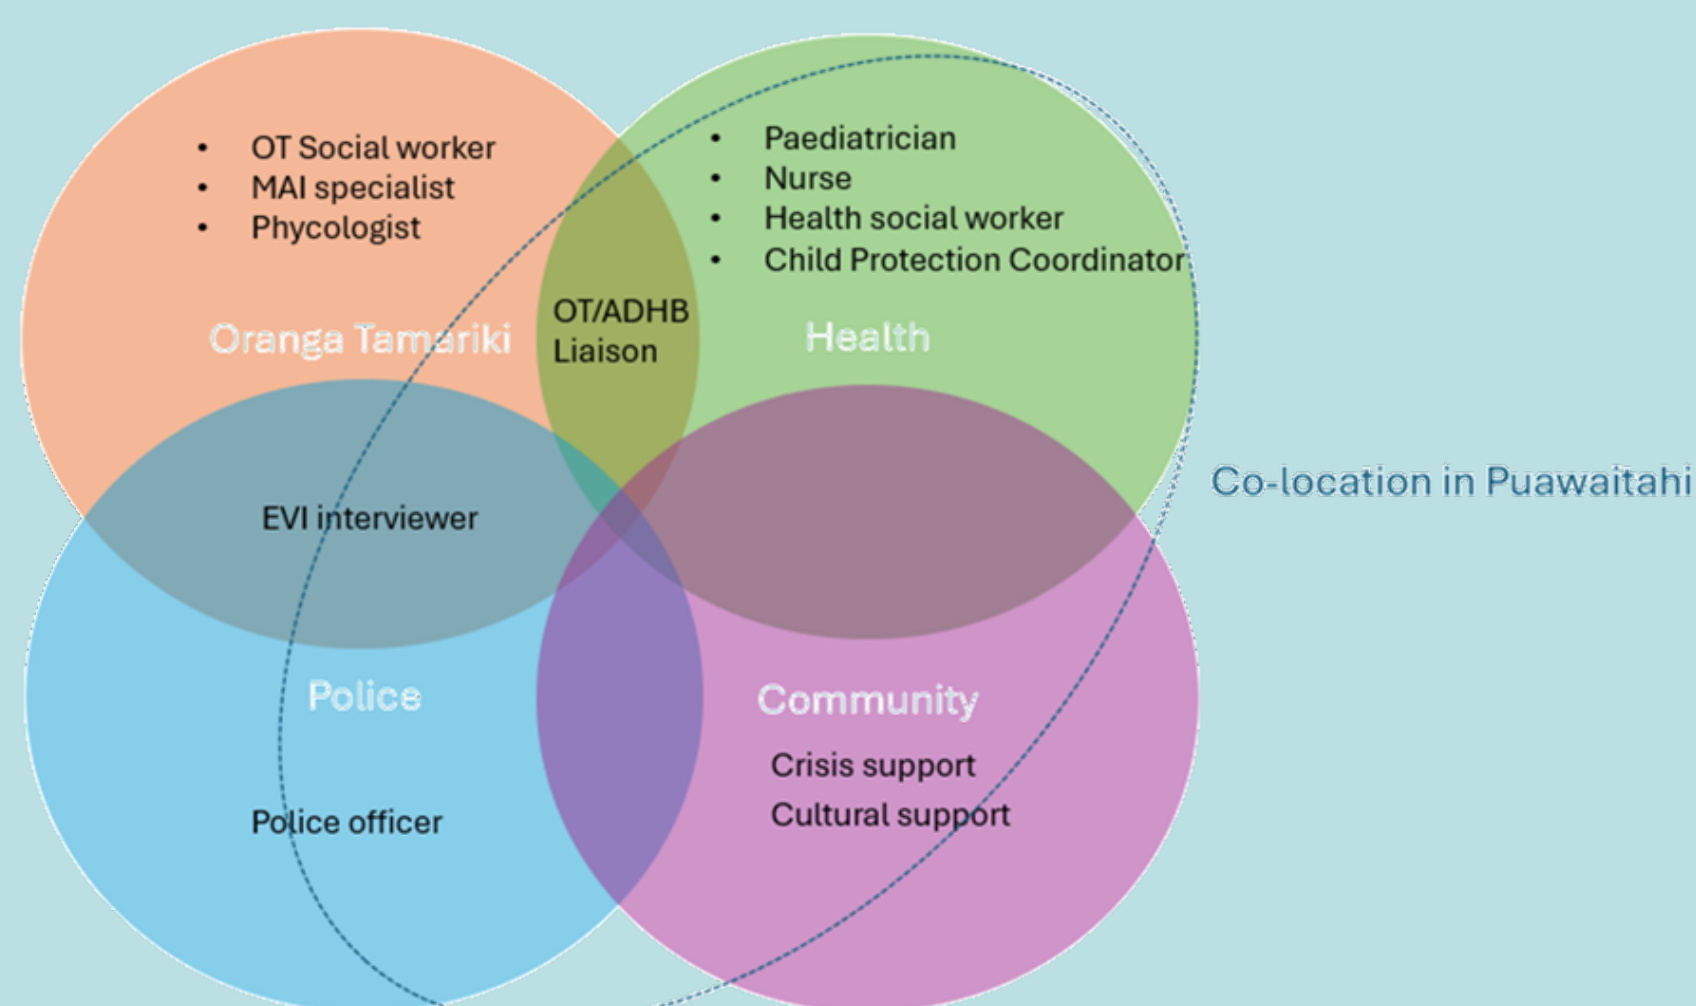 • OT Social worker
• MAI specialist
• Phycologist
Oranga Tamariki
OT/ADHB
Liaison
• Paediatrician
• Nurse
• Health social worker
• Child Protection Coordinator
Health
Co-location in Puawaitahi
EVI interviewer
Police
Police officer
Community
Crisis support
Cultural support